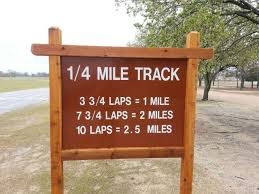 1/4 MILE TRACK
3 3/4 LAPS = 1 MILE
7 3/4 LAPS = 2 MILES
10 LAPS = 2.5 MILES